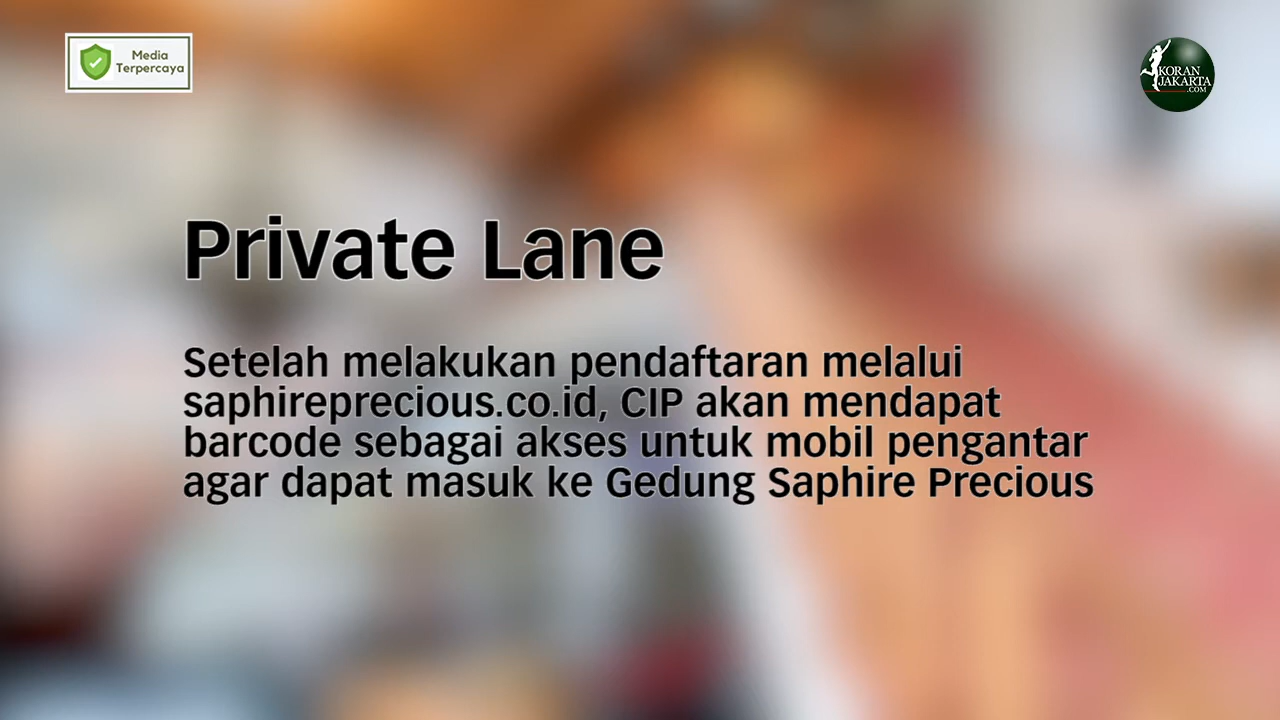 Media
Terpercaya
KORAN
JAKARTA
.COM
Private Lane
Setelah melakukan pendaftaran melalui
saphireprecious.co.id, CIP akan mendapat
barcode sebagai akses untuk mobil pengantar
agar dapat masuk ke Gedung Saphire Precious